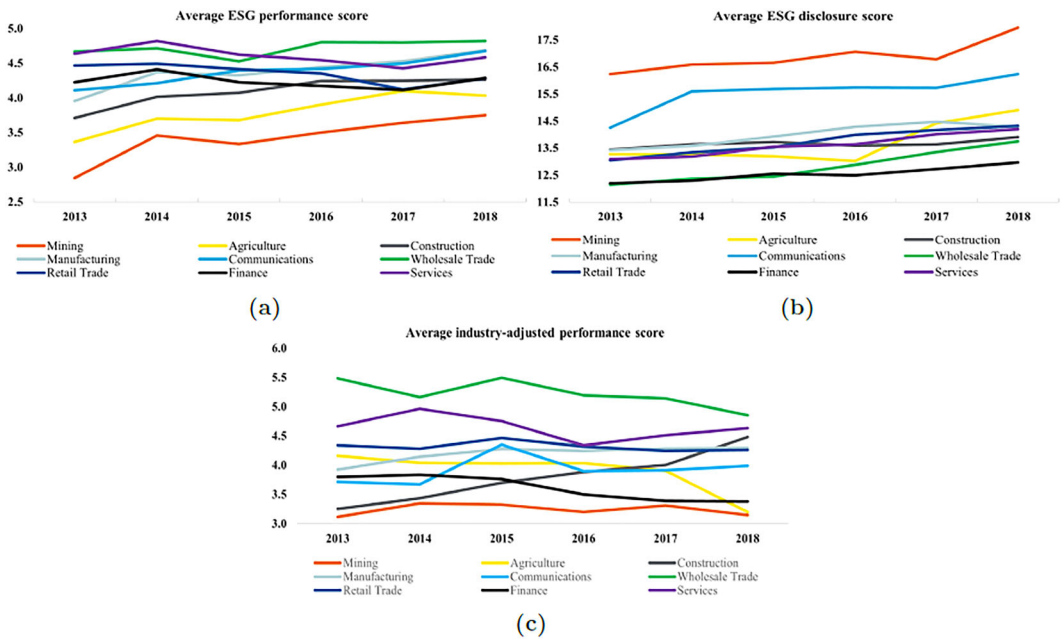 Average ESG performance score
5.0
4.5
4.0
3.5
3.0
2.5
2013 2014 2015 2016 2017 2018
Mining Agriculture Construction
Manufacturing Communications Wholesale Trade
Retail Trade Finance Services
(a)
Average ESG disclosure score
17.5
16.5
15.5
14.5
13.5
12.5
11.5
2013 2014 2015 2016 2017 2018
Mining Agriculture Construction
Manufacturing Communications Wholesale Trade
Retail Trade Finance Services
(b)
Average industry-adjusted performance score
6.0
5.5
5.0
4.5
4.0
3.5
3.0
2013 2014 2015 2016 2017 2018
Mining Agriculture Construction
Manufacturing Communications Wholesale Trade
Retail Trade Finance Services
(c)